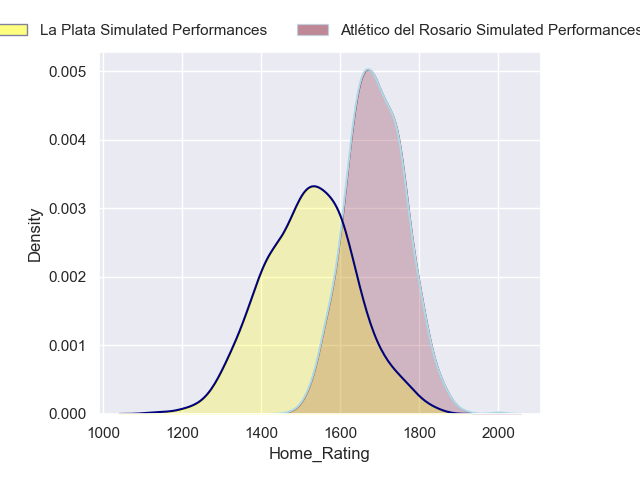 La Plata Simulated Performances
Atlético del Rosario Simulated Performances
0.005
0.004
0.003
0.002
0.001
0.000
Density
1000 1200 1400 1600 1800 2000
Home_Rating